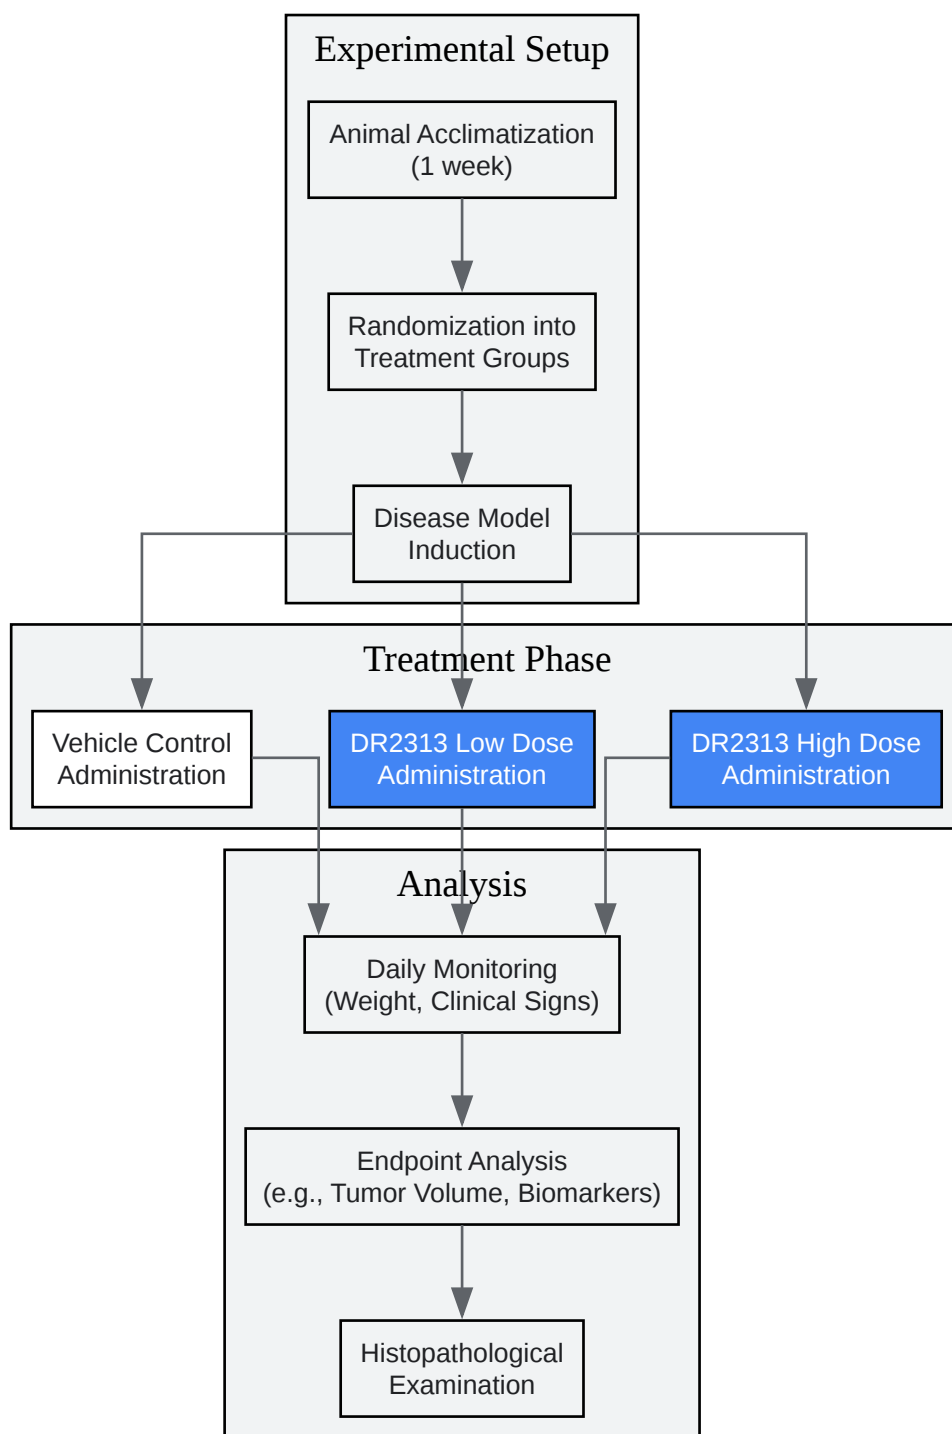 Experimental Setup
Animal Acclimatization
(1 week)
Randomization into
Treatment Groups
Disease Model
Induction
Treatment Phase
Vehicle Control
Administration
DR2313 Low Dose
Administration
DR2313 High Dose
Administration
Analysis
Daily Monitoring
(Weight, Clinical Signs)
Endpoint Analysis
(e.g., Tumor Volume, Biomarkers)
Histopathological
Examination